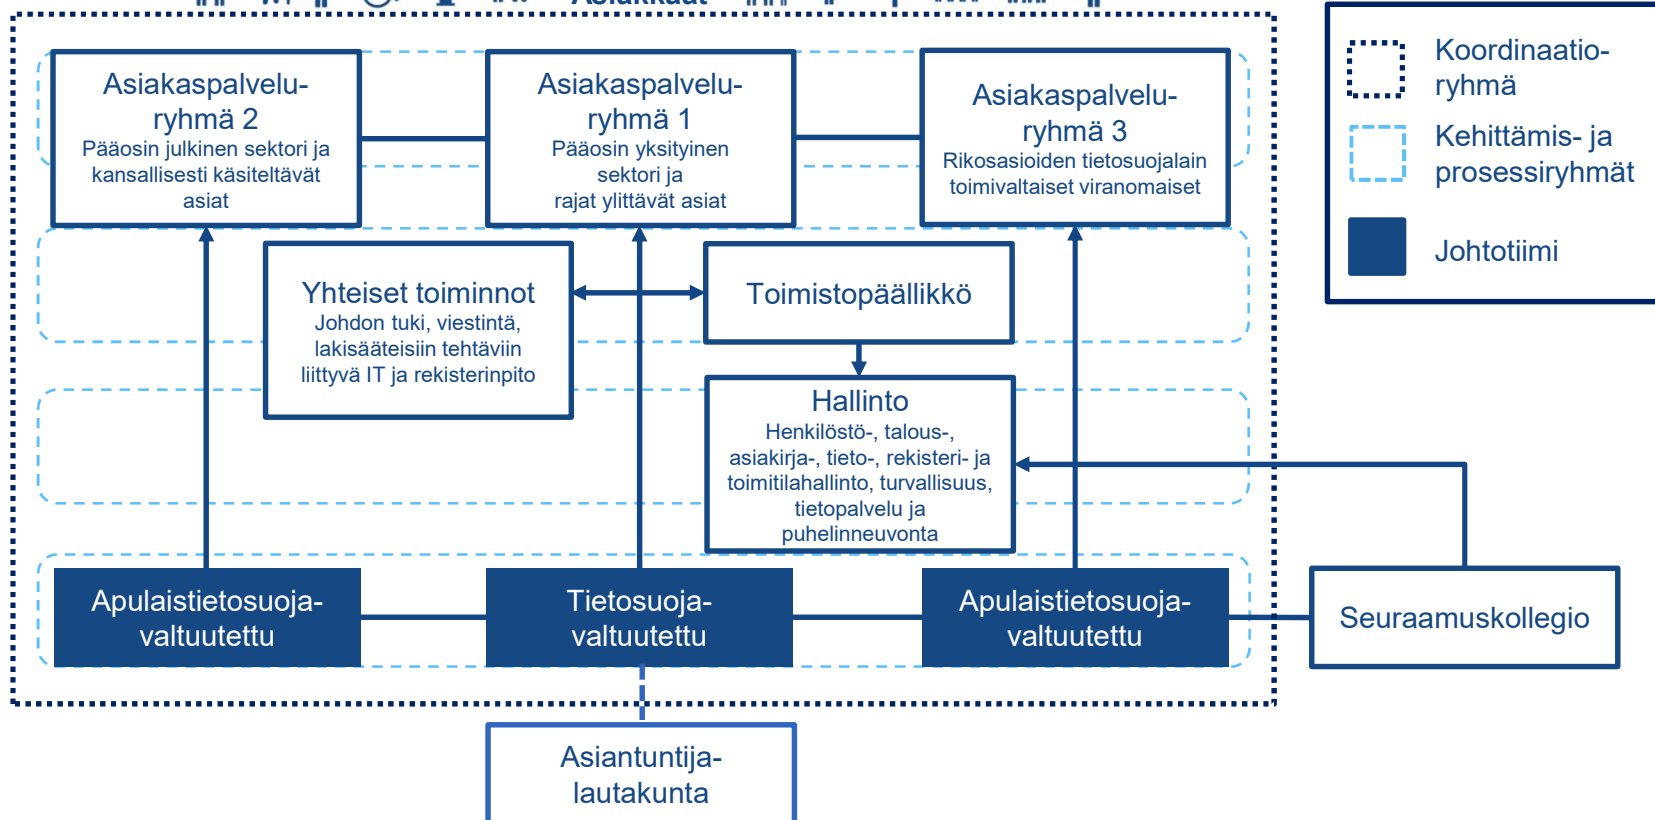 Asiakkaat
Asiakaspalvelu-
ryhmä 2
Pääosin julkinen sektori ja
kansallisesti käsiteltävät
asiat
Asiakaspalvelu-
ryhmä 1
Pääosin yksityinen
sektori ja
rajat ylittävät asiat
Asiakaspalvelu-
ryhmä 3
Rikosasioiden tietosuojalain
toimivaltaiset viranomaiset
Koordinaatio-
ryhmä
Kehittämis- ja
prosessiryhmät
Johtotiimi
Yhteiset toiminnot
Johdon tuki, viestintä,
lakisääteisiin tehtäviin
liittyvä IT ja rekisterinpito
Toimistopäällikkö
Hallinto
Henkilöstö-, talous-,
asiakirja-, tieto-, rekisteri- ja
toimitilahallinto, turvallisuus,
tietopalvelu ja
puhelinneuvonta
Apulaistietosuoja-
valtuutettu
Tietosuoja-
valtuutettu
Apulaistietosuoja-
valtuutettu
Seuraamuskollegio
Asiantuntija-
lautakunta